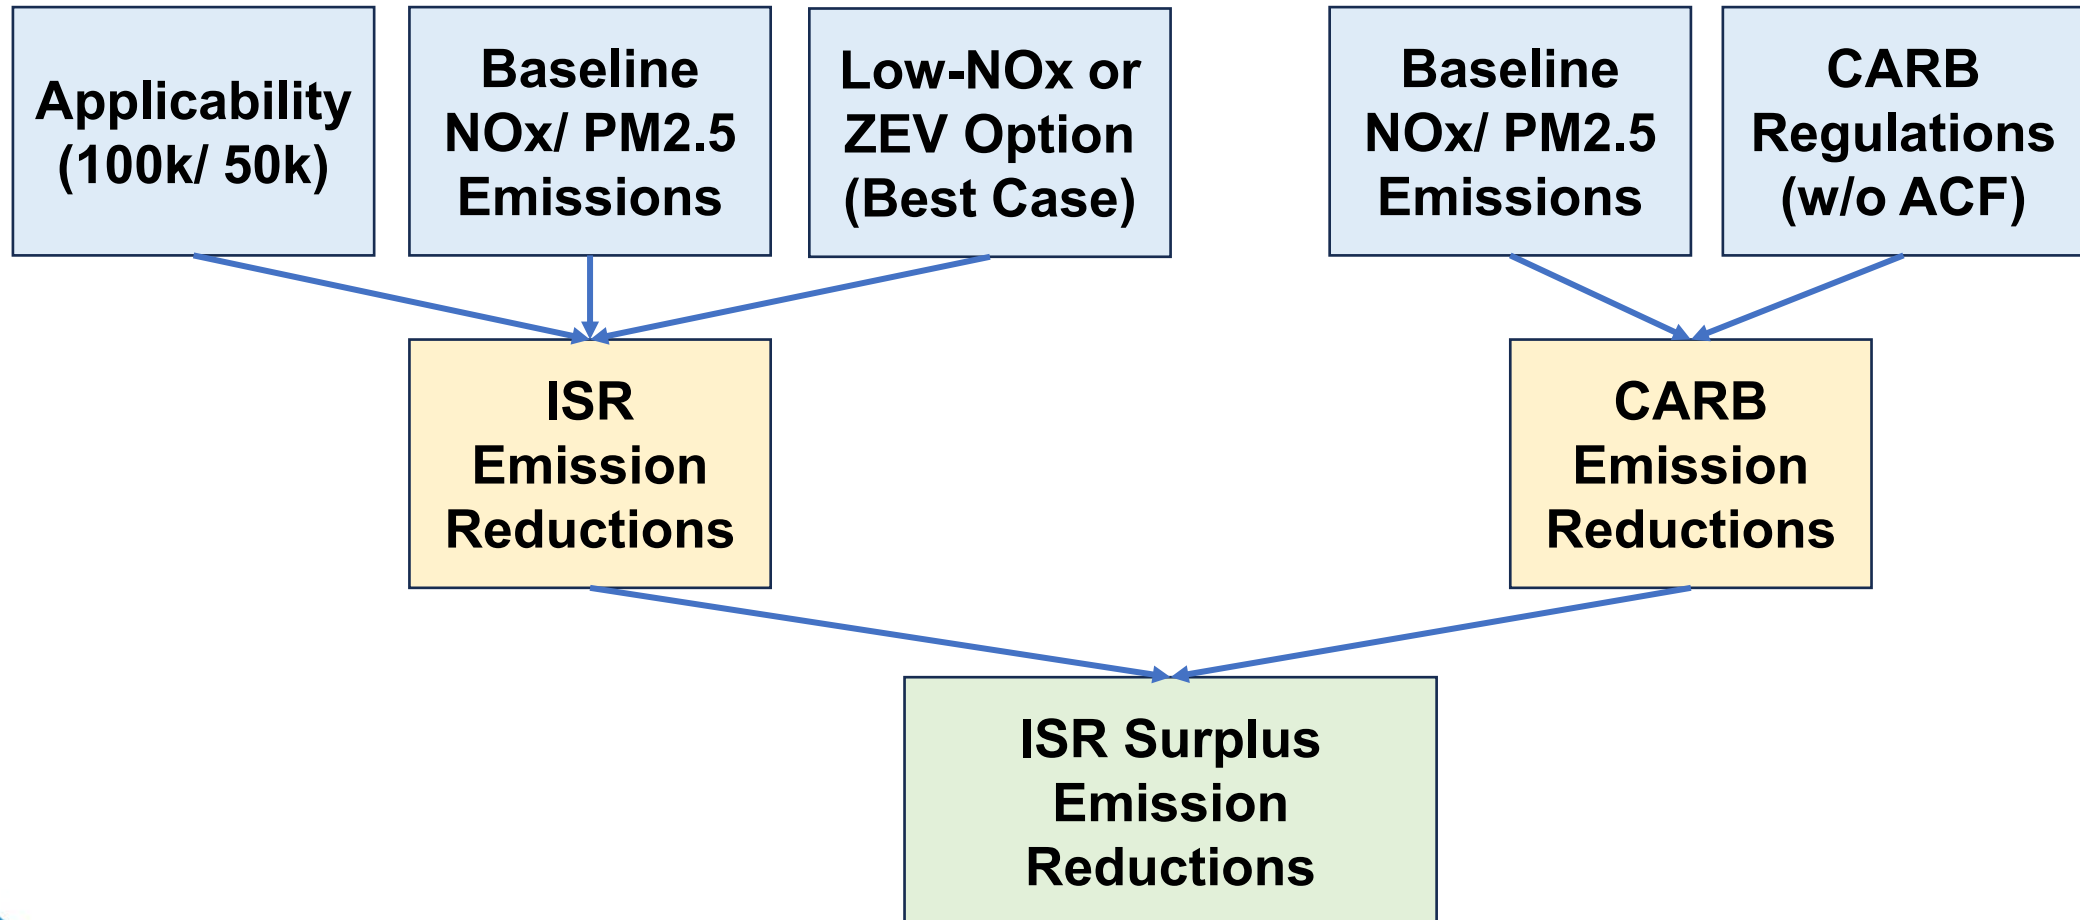 Applicability
(100k/ 50k)
Baseline
NOx/ PM2.5
Emissions
Low-NOx or
ZEV Option
(Best Case)
Baseline
NOx/ PM2.5
Emissions
CARB
Regulations
(w/o ACF)
ISR
Emission
Reductions
CARB
Emission
Reductions
ISR Surplus
Emission
Reductions